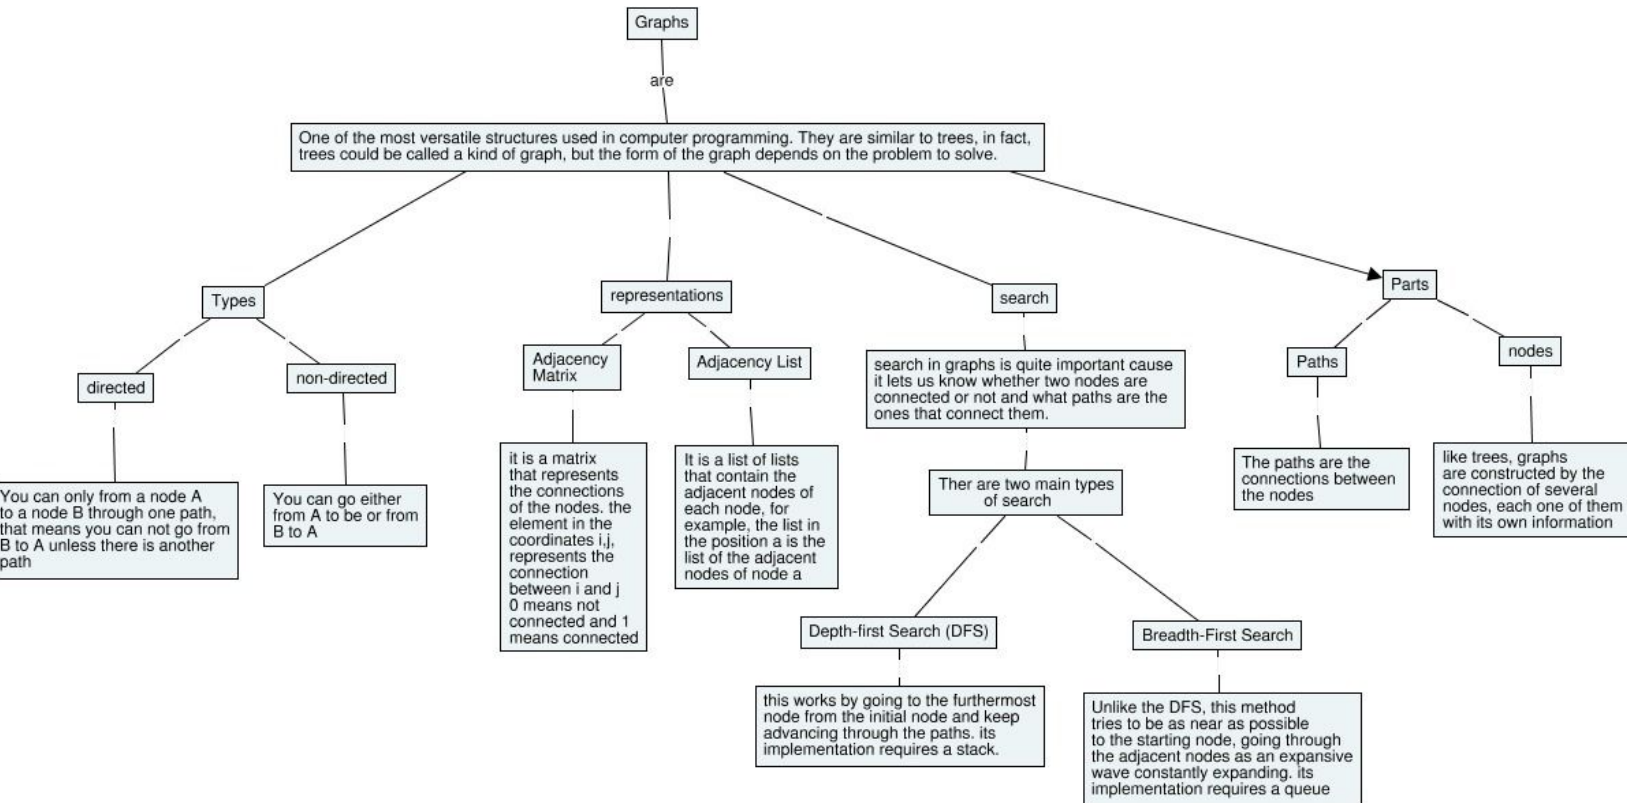 Graphs
are
One of the most versatile structures used in computer programming. They are similar to trees, in fact,
trees could be called a kind of graph, but the form of the graph depends on the problem to solve.
Types
representations
search
Parts
directed
non-directed
Adjacency
Matrix
Adjacency List
search in graphs is quite important cause
it lets us know whether two nodes are
connected or not and what paths are the
ones that connect them.
Paths
nodes
You can only from a node A
to a node B through one path,
that means you can not go from
B to A unless there is another
path
You can go either
from A to be or from
B to A
it is a matrix
that represents
the connections
of the nodes. the
element in the
coordinates i,j,
represents the
connection
between i and j
0 means not
connected and 1
means connected
It is a list of lists
that contain the
adjacent nodes of
each node, for
example, the list in
the position a is the
list of the adjacent
nodes of node a
Ther are two main types
of search
The paths are the
connections between
the nodes
like trees, graphs
are constructed by the
connection of several
nodes, each one of them
with its own information
Depth-first Search (DFS)
Breadth-First Search
this works by going to the furthermost
node from the initial node and keep
advancing through the paths. its
implementation requires a stack.
Unlike the DFS, this method
tries to be as near as possible
to the starting node, going through
the adjacent nodes as an expansive
wave constantly expanding. its
implementation requires a queue